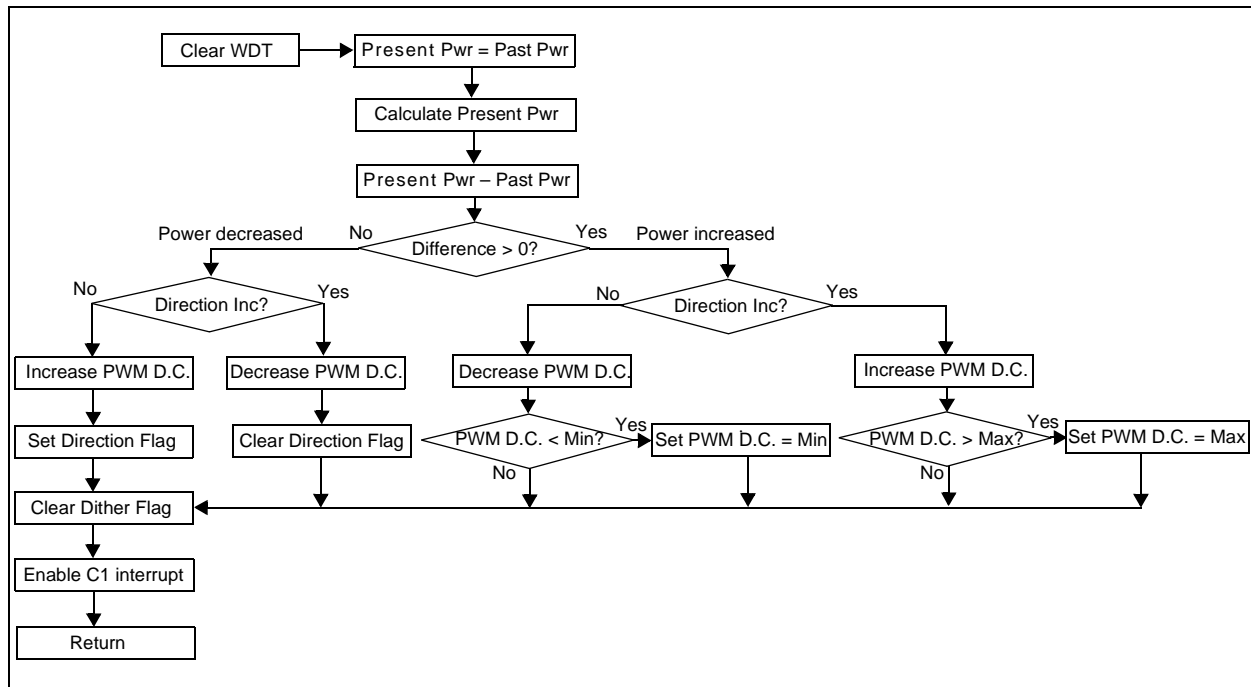 Clear WDT
Present Pwr = Past Pwr
Calculate Present Pwr
Present Pwr – Past Pwr
Power decreased
No
Difference > 0?
Yes
Power increased
No
Direction Inc?
Yes
No
Direction Inc?
Yes
Increase PWM D.C.
Decrease PWM D.C.
Decrease PWM D.C.
Increase PWM D.C.
Set Direction Flag
Clear Direction Flag
PWM D.C. < Min?
Yes
Set PWM D.C. = Min
PWM D.C. > Max?
Yes
Set PWM D.C. = Max
No
No
Clear Dither Flag
Enable C1 interrupt
Return